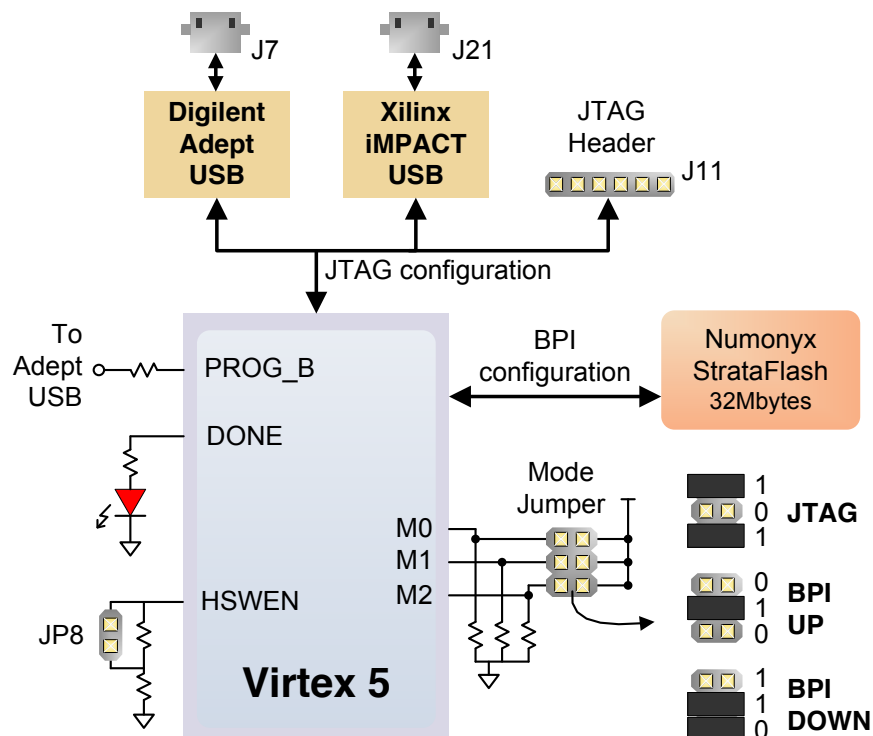 J7
J21
Digilent
Adept
USB
Xilinx
iMPACT
USB
JTAG
Header
J11
JTAG configuration
To
Adept
USB
PROG_B
DONE
HSWEN
JP8
Virtex 5
M0
M1
M2
BPI
configuration
Numonyx
StrataFlash
32Mbytes
Mode
Jumper
1
0
1
JTAG
0
1
0
BPI
UP
1
1
0
BPI
DOWN